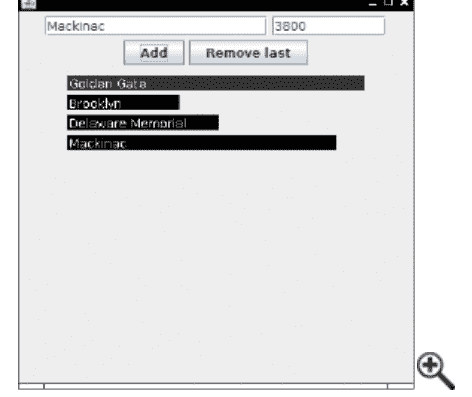 Mackinac 3800
Add Remove last
Golden Gate
Brooklyn
Delaware Memorial
Mackinac